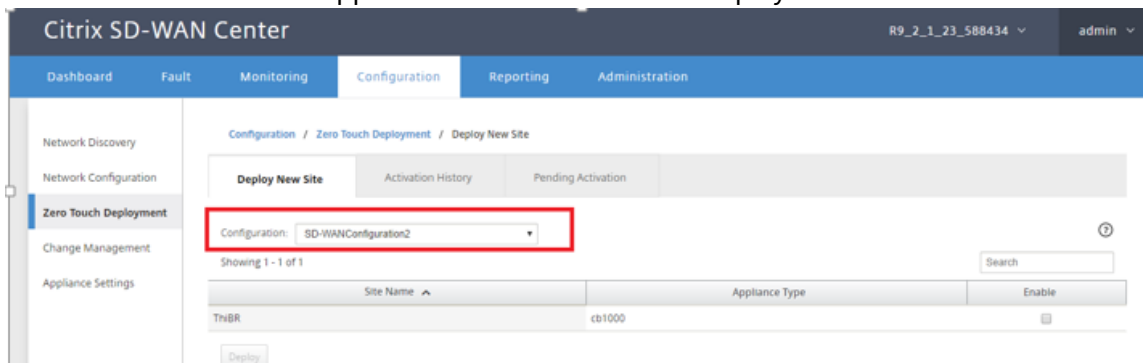 Citrix SD-WAN Center R9_2_1_23_588434 admin
Dashboard Fault Monitoring Configuration Reporting Administration
Network Discovery
Network Configuration
Zero Touch Deployment
Change Management
Appliance Settings
Configuration / Zero Touch Deployment / Deploy New Site
Deploy New Site Activation History Pending Activation
Configuration: SD-WANConfiguration2
Showing 1 - 1 of 1 Search
Site Name Appliance Type Enable
ThiBR cb1000
Deploy